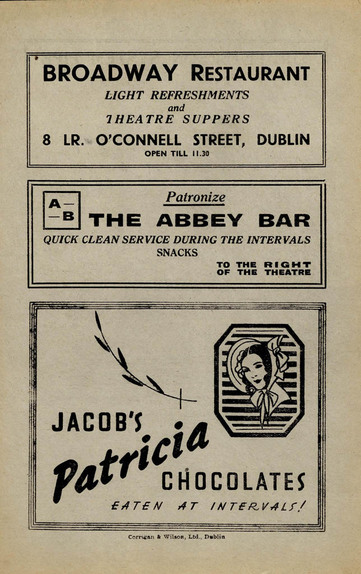 BROADWAY RESTAURANT
LIGHT REFRESHMENTS
and
THEATRE SUPPERS
8 LR. O'CONNELL STREET, DUBLIN
OPEN TILL 11.30
A–
–B
Patronize
THE ABBEY BAR
QUICK CLEAN SERVICE DURING THE INTERVALS
SNACKS
TO THE RIGHT
OF THE THEATRE
JACOB'S
Patricia
CHOCOLATES
EATEN AT INTERVALS!
Corrigan & Wilson, Ltd., Dublin